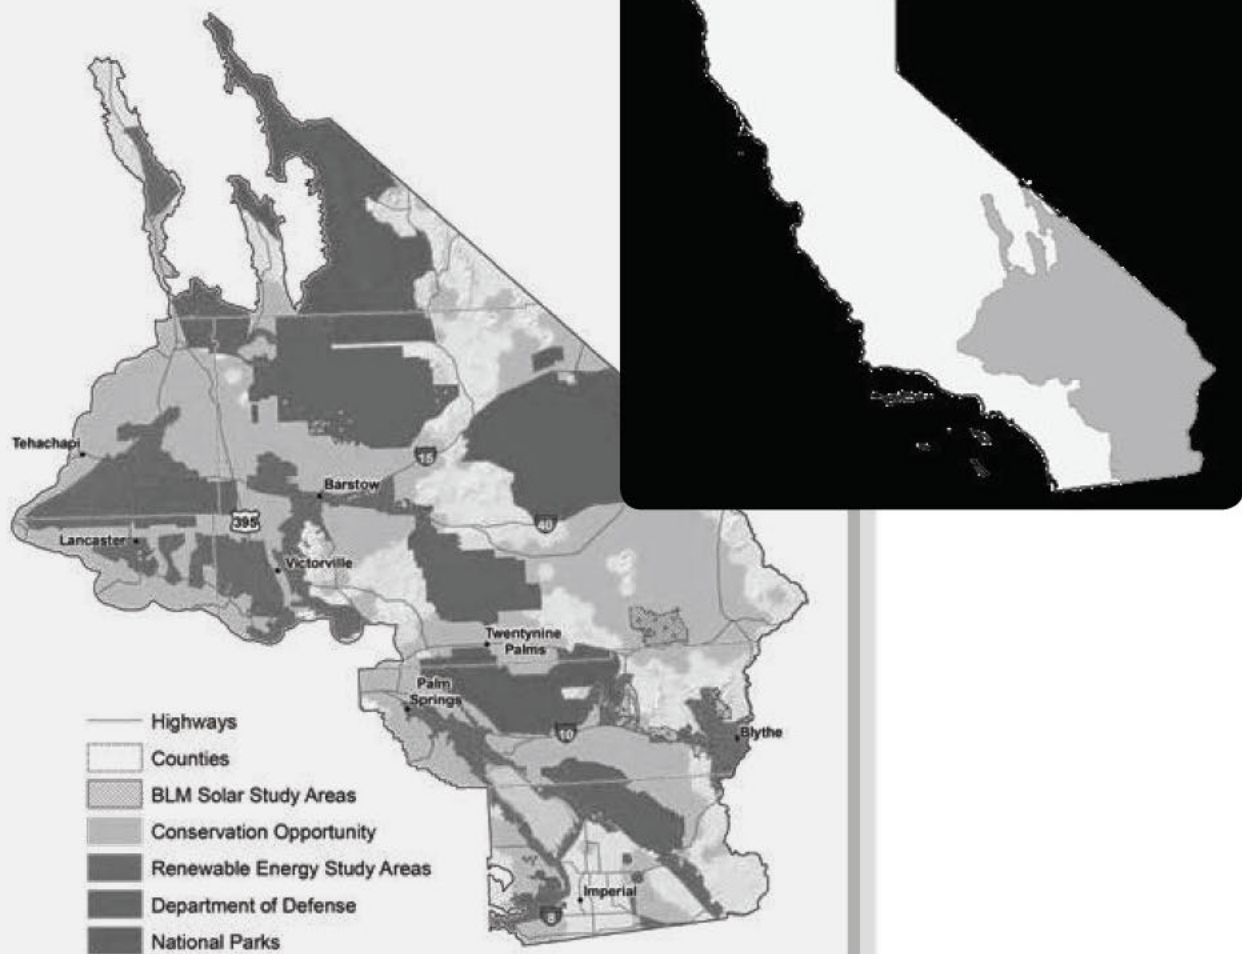 Tehachapi
15
Barstow
395
40
Lancaster
Victorville
Twentynine
Palms
Palm
Springs
10
Blythe
Imperial
8
Highways
Counties
BLM Solar Study Areas
Conservation Opportunity
Renewable Energy Study Areas
Department of Defense
National Parks